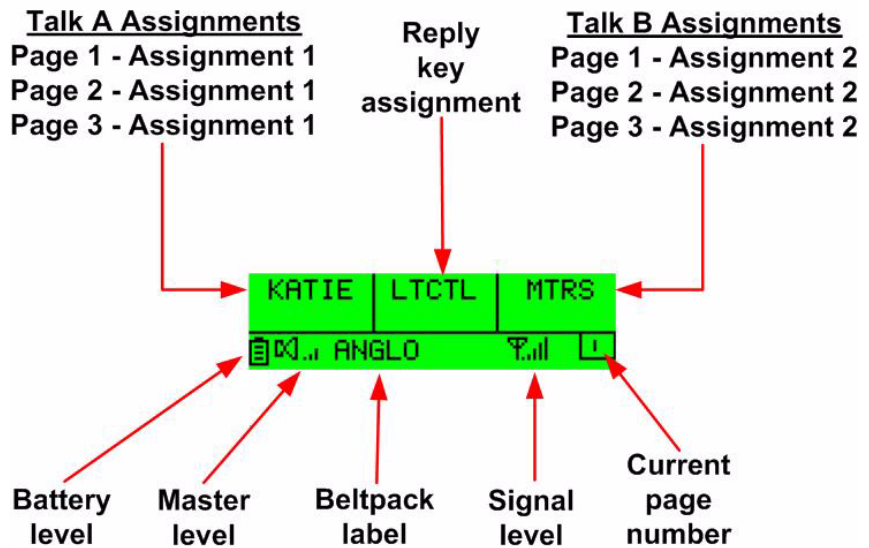 Talk A Assignments
Page 1 - Assignment 1
Page 2 - Assignment 1
Page 3 - Assignment 1
Reply
key
assignment
Talk B Assignments
Page 1 - Assignment 2
Page 2 - Assignment 2
Page 3 - Assignment 2
KATIE LTCTL MTRS
ANGLO 1
Battery
level
Master
level
Beltpack
label
Signal
level
Current
page
number